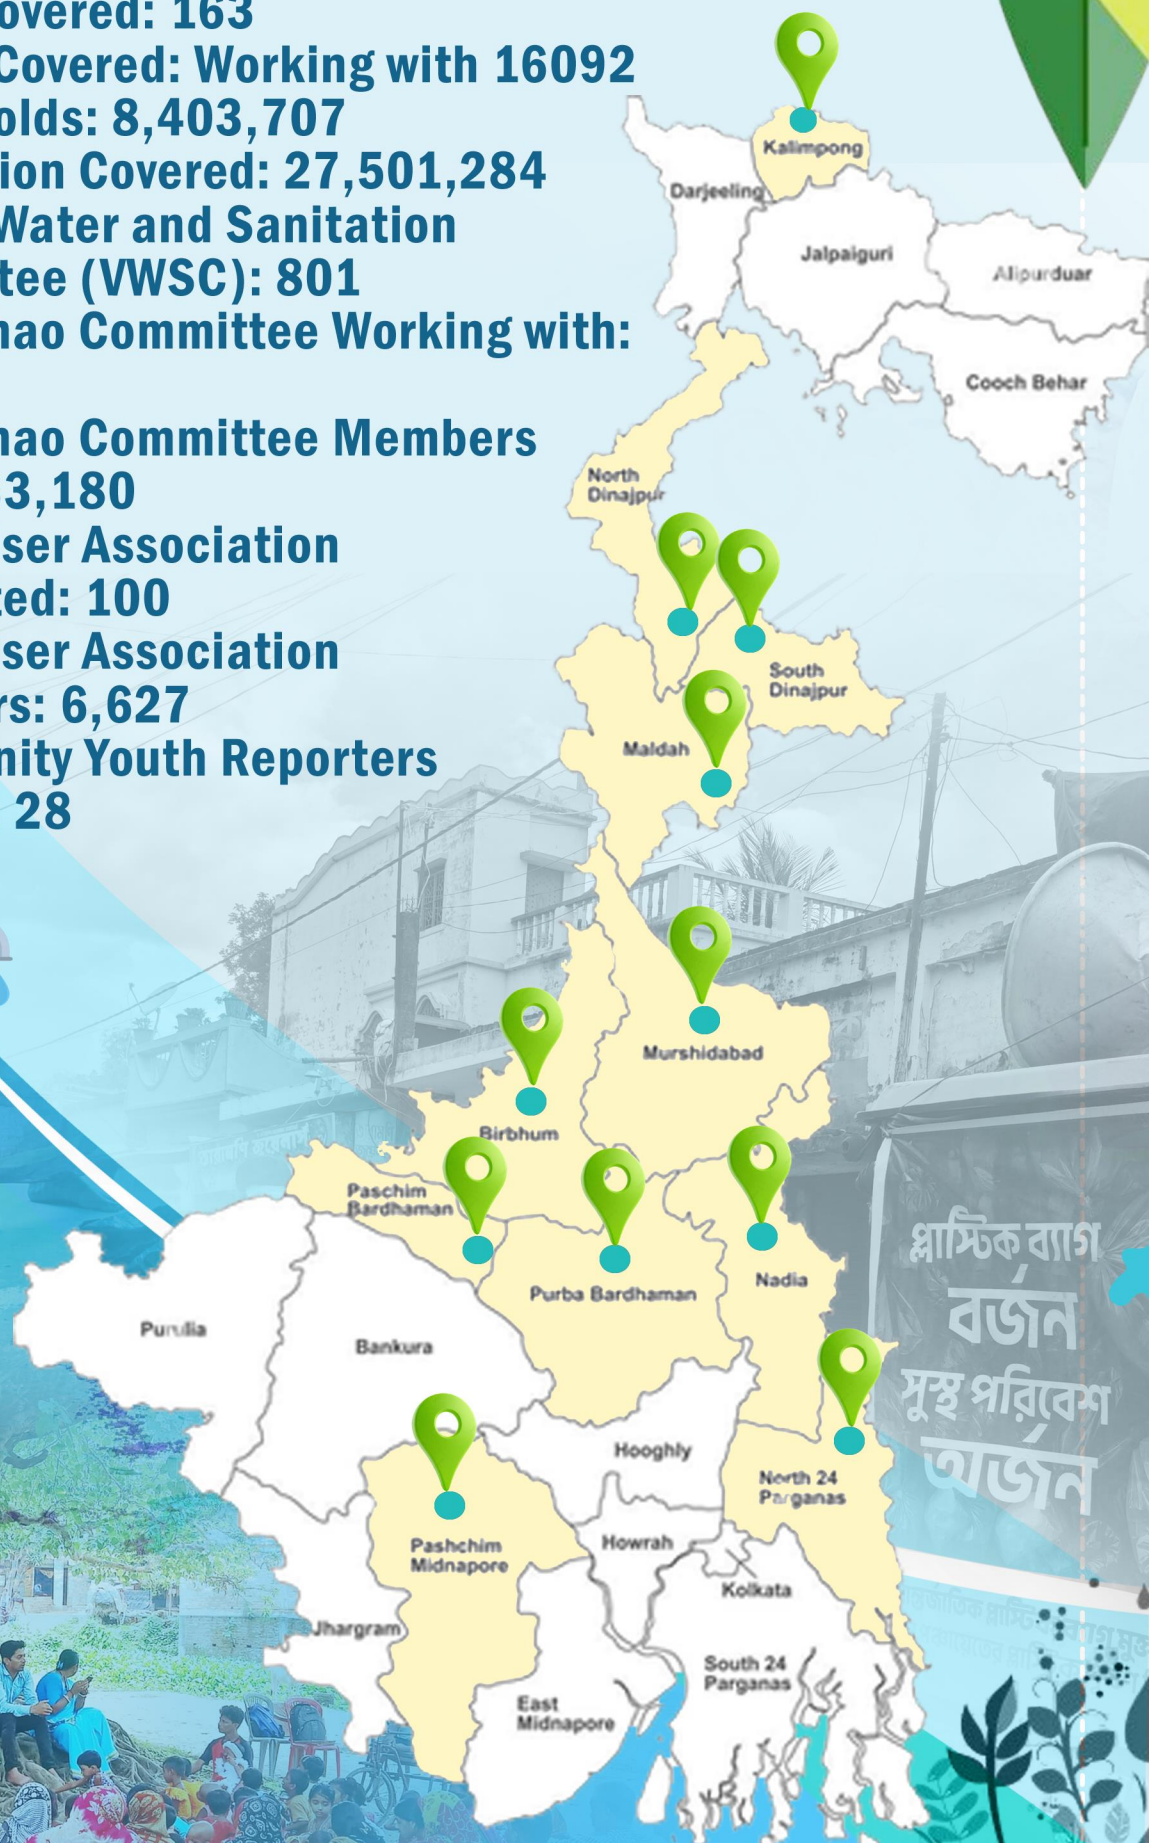 overed: 163
Covered: Working with 16092
olds: 8,403,707
ion Covered: 27,501,284
Water and Sanitation
tee (VWSC): 801
nao Committee Working with:
nao Committee Members
3,180
ser Association
ted: 100
ser Association
rs: 6,627
nity Youth Reporters
28
Kalimpong
Darjeeling
Jalpaiguri
Alipurduar
Cooch Behar
North
Dinajpur
South
Dinajpur
Maldah
Murshidabad
Birbhum
Paschim
Bardhaman
Purba Bardhaman
Nadia
Purulia
Bankura
Hooghly
North 24
Parganas
Pashchim
Midnapore
Howrah
Kolkata
Jhargram
South 24
Parganas
East
Midnapore
প্লাস্টিক ব্যাগ
বর্জন
সুস্থ পরিবেশ
অর্জন